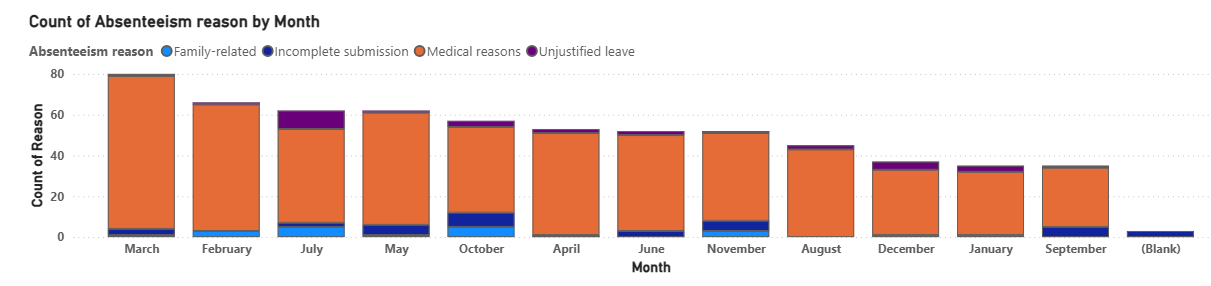 Count of Absenteeism reason by Month
Absenteeism reason Family-related Incomplete submission Medical reasons Unjustified leave
Count of Reason
80
60
40
20
0
March February July May October April June November August December January September (Blank)
Month